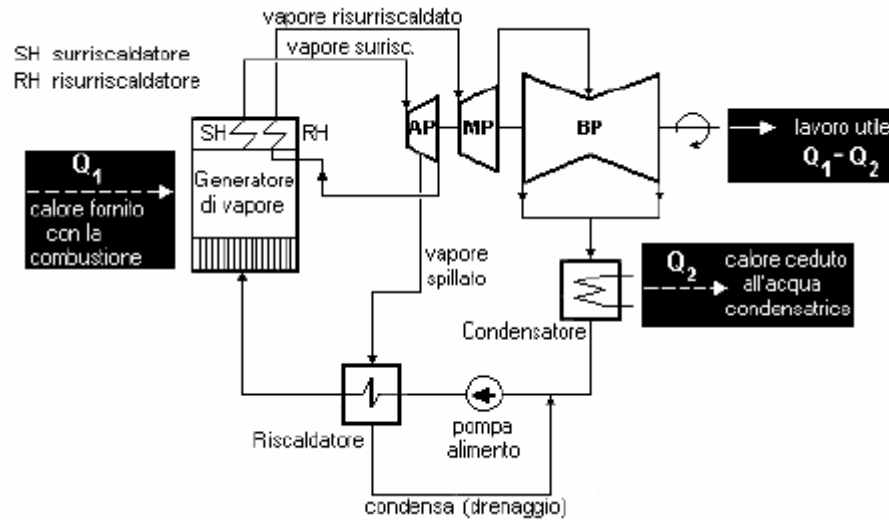 vapore risurriscaldato
vapore surrisc.
SH surriscaldatore
RH risurriscaldatore
SH
RH
Generatore
di vapore
Q1
calore fornito
con la
combustione
AP
MP
BP
lavoro utile
Q1-Q2
vapore
spillato
Q2
calore ceduto
all'acqua
condensatrice
Condensatore
Riscaldatore
pompa
alimento
condensa (drenaggio)